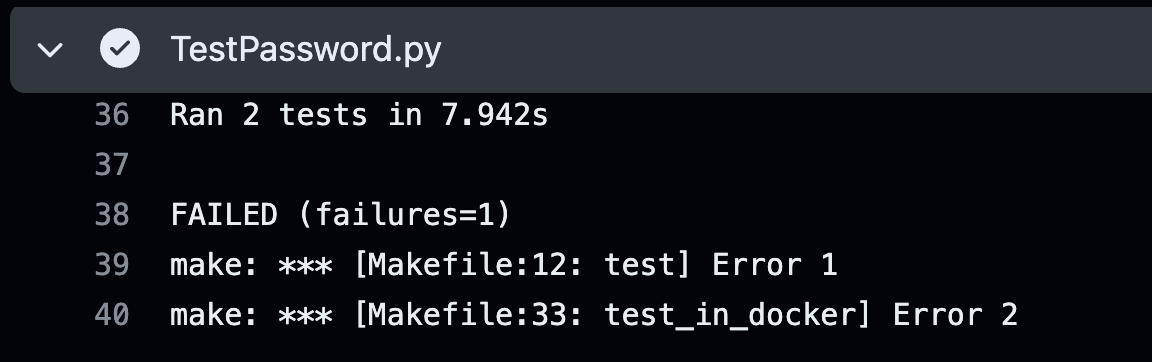 TestPassword.py
36 Ran 2 tests in 7.942s
37
38 FAILED (failures=1)
39 make: *** [Makefile:12: test] Error 1
40 make: *** [Makefile:33: test_in_docker] Error 2